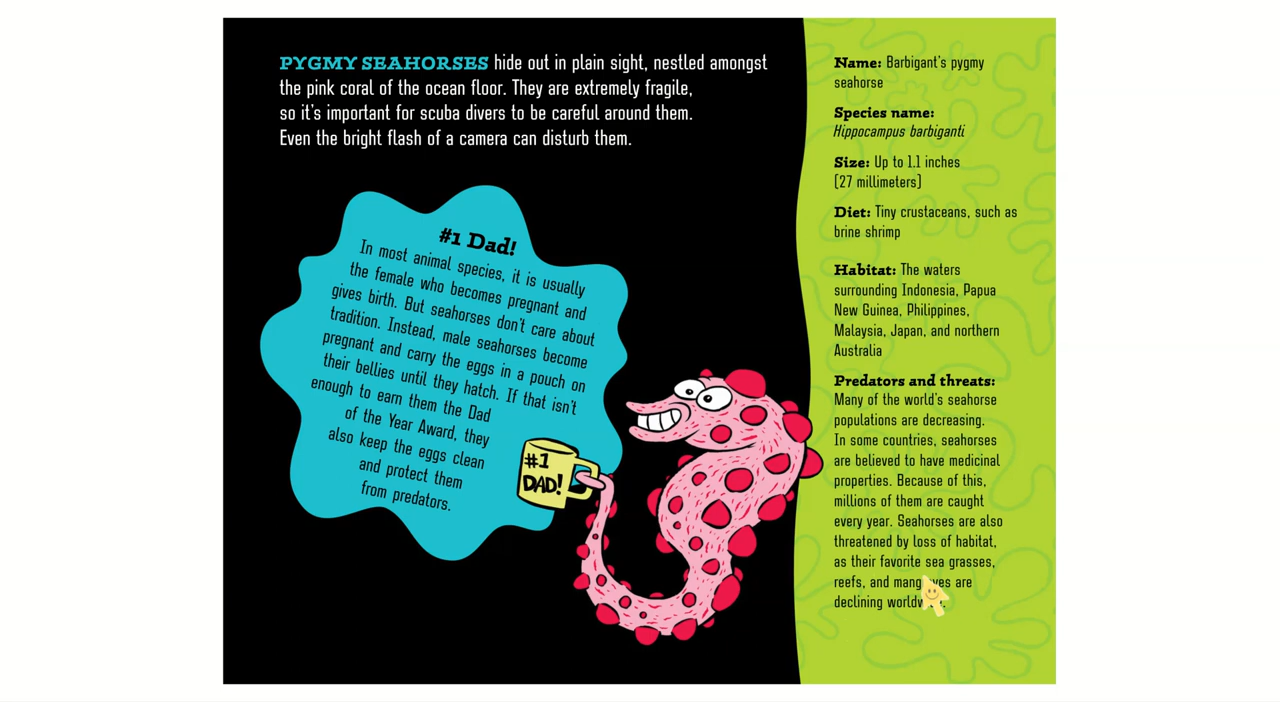 PYGMY SEAHORSES hide out in plain sight, nestled amongst
the pink coral of the ocean floor. They are extremely fragile,
so it's important for scuba divers to be careful around them.
Even the bright flash of a camera can disturb them.
#1 Dad!
In most animal species, it is usually
the female who becomes pregnant and
gives birth. But seahorses don't care about
tradition. Instead, male seahorses become
pregnant and carry the eggs in a pouch on
their bellies until they hatch. If that isn't
enough to earn them the Dad
of the Year Award, they
also keep the eggs clean
and protect them
from predators.
#1
DAD!
Name: Barbigant's pygmy
seahorse
Species name:
Hippocampus barbiganti
Size: Up to 1.1 inches
(27 millimeters)
Diet: Tiny crustaceans, such as
brine shrimp
Habitat: The waters
surrounding Indonesia, Papua
New Guinea, Philippines,
Malaysia, Japan, and northern
Australia
Predators and threats:
Many of the world's seahorse
populations are decreasing.
In some countries, seahorses
are believed to have medicinal
properties. Because of this,
millions of them are caught
every year. Seahorses are also
threatened by loss of habitat,
as their favorite sea grasses,
reefs, and are
declining